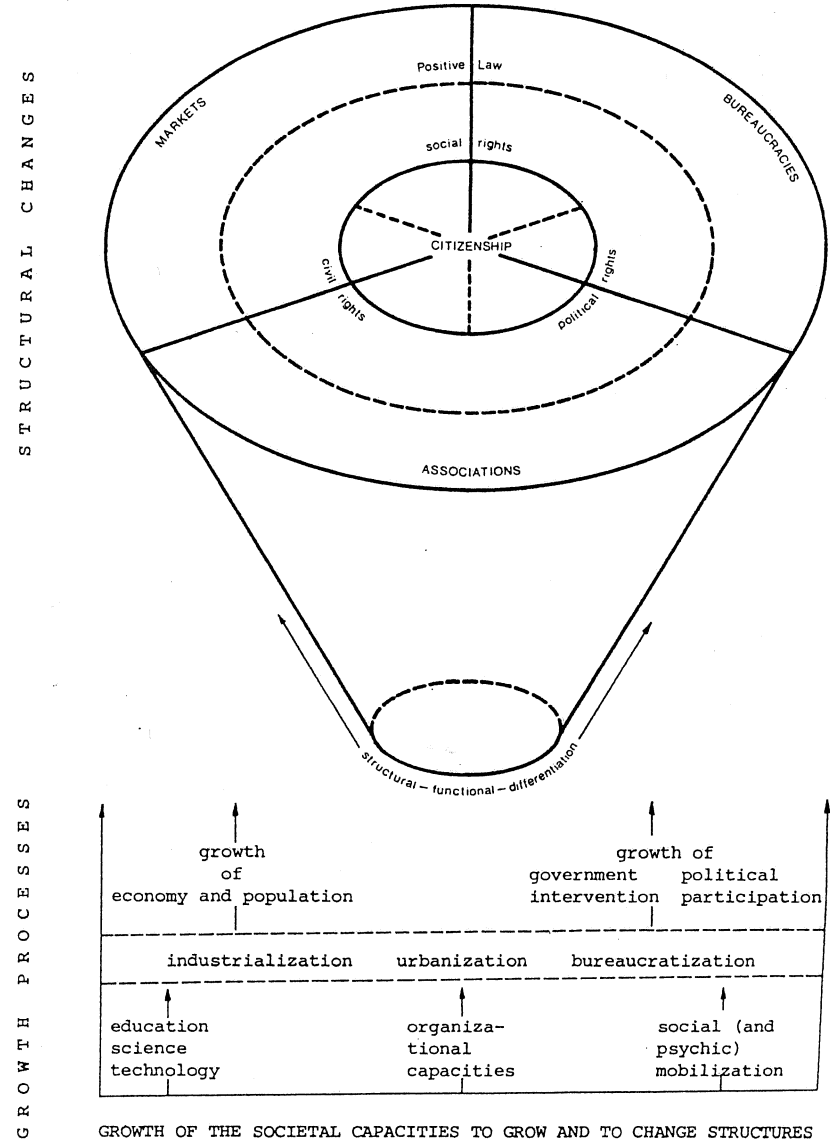 STRUCTURAL CHANGES
Positive Law
MARKETS
BUREAUCRACIES
social rights
CITIZENSHIP
civil rights
political rights
ASSOCIATIONS
structural – functional – differentiation
GROWTH PROCESSES
growth
of
economy and population
growth of
government political
intervention participation
industrialization urbanization bureaucratization
education
science
technology
organiza-
tional
capacities
social (and
psychic)
mobilization
GROWTH OF THE SOCIETAL CAPACITIES TO GROW AND TO CHANGE STRUCTURES